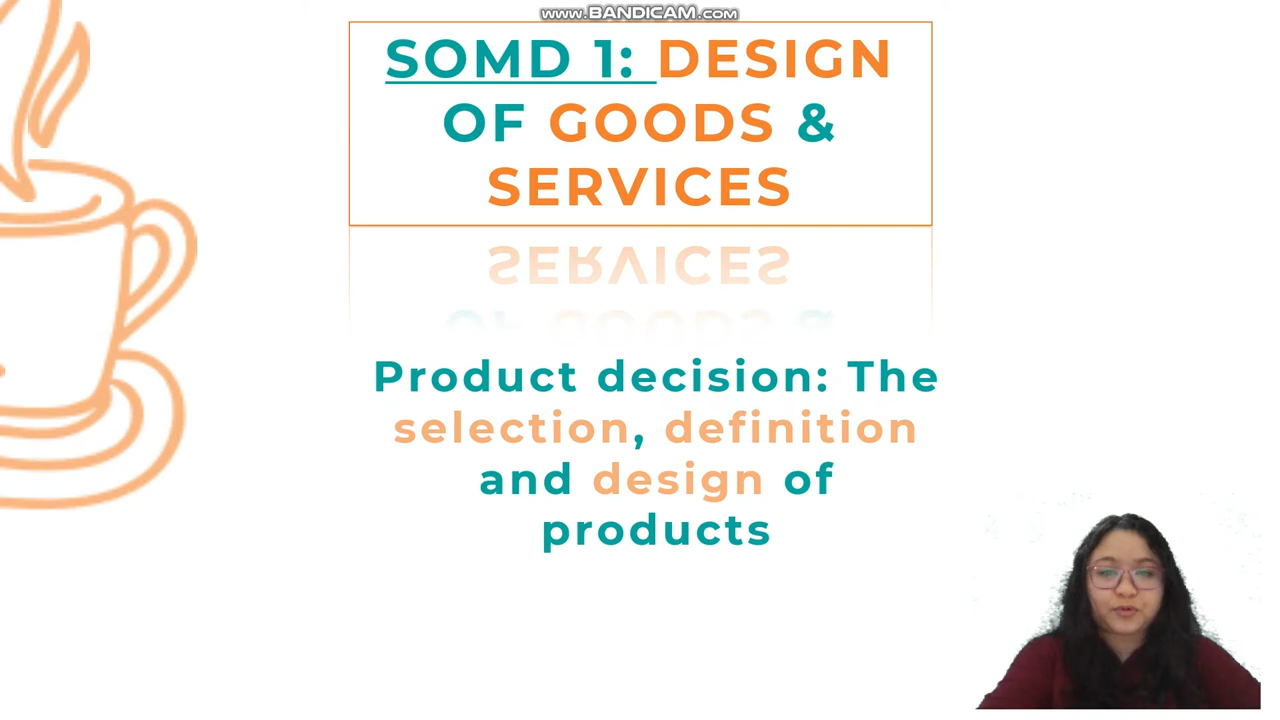 www.BANDICAM.com
SOMD 1: DESIGN
OF GOODS &
SERVICES
Product decision: The
selection, definition
and design of
products